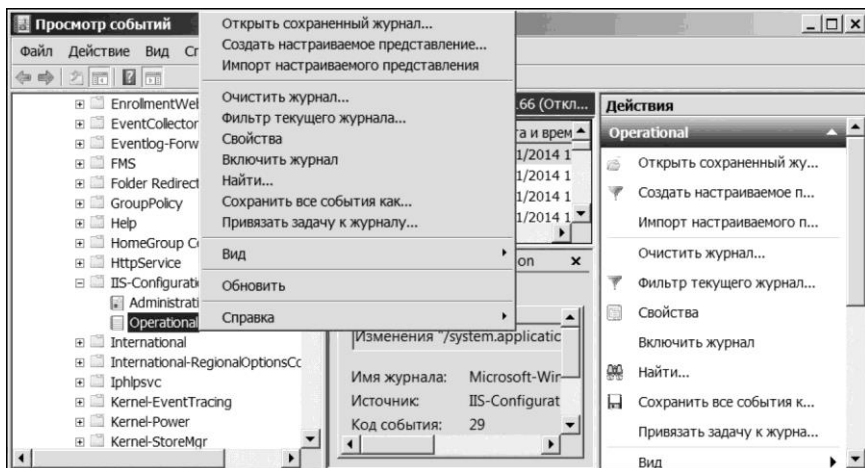 Просмотр событий
Файл Действие Вид
EnrollmentWe
EventCollector
Eventlog-Forw
FMS
Folder Redirect
GroupPolicy
Help
HomeGroup C
HttpService
IIS-Configurati
Administrati
Operational
International
International-RegionalOptionsCo
Iphlpsvc
Kernel-EventTracing
Kernel-Power
Kernel-StoreMgr
Открыть сохраненный журнал...
Создать настраиваемое представление...
Импорт настраиваемого представления
Очистить журнал...
Фильтр текущего журнала...
Свойства
Включить журнал
Найти...
Сохранить все события как...
Привязать задачу к журналу...
Вид
Обновить
Справка
.66 (Откл...
та и врем
1/2014 1
1/2014 1
1/2014 1
1/2014 1
on
Изменения "/system.applicatic
Имя журнала: Microsoft-Wir
Источник: IIS-Configurat
Код события: 29
Действия
Operational
Открыть сохраненный жу...
Создать настраиваемое п...
Импорт настраиваемого п...
Очистить журнал...
Фильтр текущего журнал...
Свойства
Включить журнал
Найти...
Сохранить все события к...
Привязать задачу к журна...
Вид